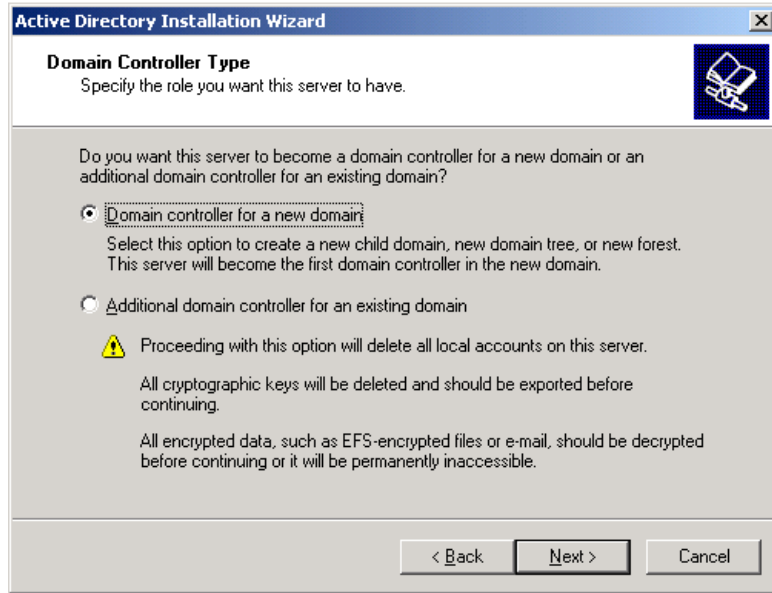 Active Directory Installation Wizard
Domain Controller Type
Specify the role you want this server to have.
Do you want this server to become a domain controller for a new domain or an
additional domain controller for an existing domain?
Domain controller for a new domain
Select this option to create a new child domain, new domain tree, or new forest.
This server will become the first domain controller in the new domain.
Additional domain controller for an existing domain
Proceeding with this option will delete all local accounts on this server.
All cryptographic keys will be deleted and should be exported before
continuing.
All encrypted data, such as EFS-encrypted files or e-mail, should be decrypted
before continuing or it will be permanently inaccessible.
< Back
Next >
Cancel